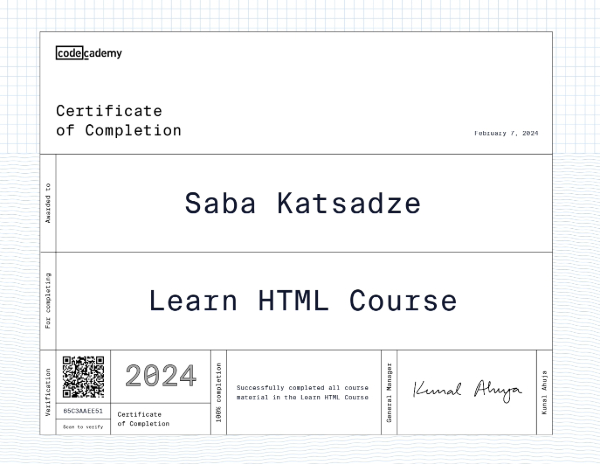 codecademy
Certificate
of Completion
February 7, 2024
Awarded to
Saba Katsadze
For completing
Learn HTML Course
Verification
65C3AAEE51
Scan to verify
2024
Certificate
of Completion
100% completion
Successfully completed all course
material in the Learn HTML Course
General Manager
Kunal Ahuja
Kunal Ahuja